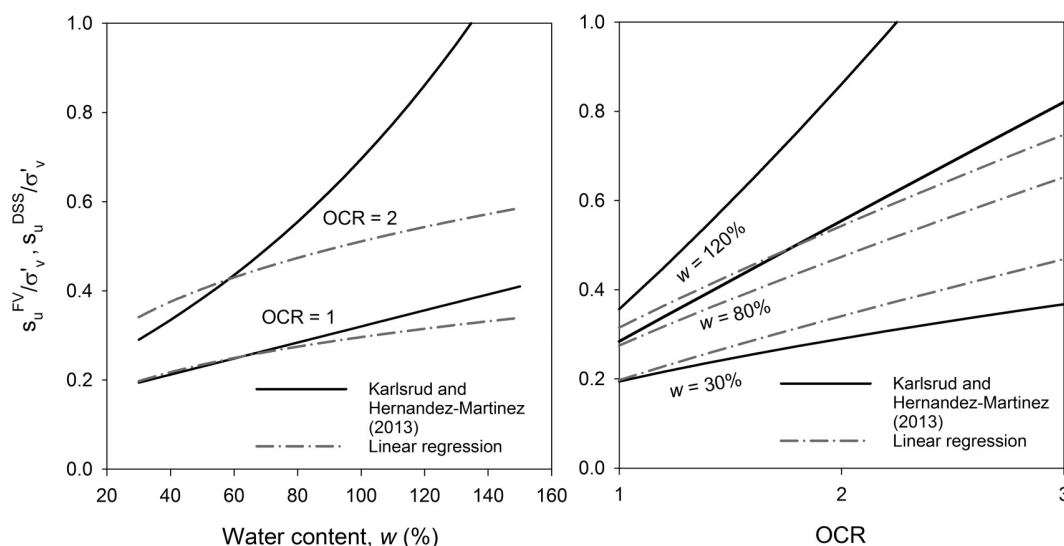 s_u^FV/σ'_v , s_u^DSS/σ'_v
1.0
0.8
0.6
0.4
0.2
0.0
OCR = 2
OCR = 1
Karlsrud and
Hernandez-Martinez
(2013)
Linear regression
20 40 60 80 100 120 140 160
Water content, w (%)
1.0
0.8
0.6
0.4
0.2
0.0
w = 120%
w = 80%
w = 30%
Karlsrud and
Hernandez-Martinez
(2013)
Linear regression
1 2 3
OCR